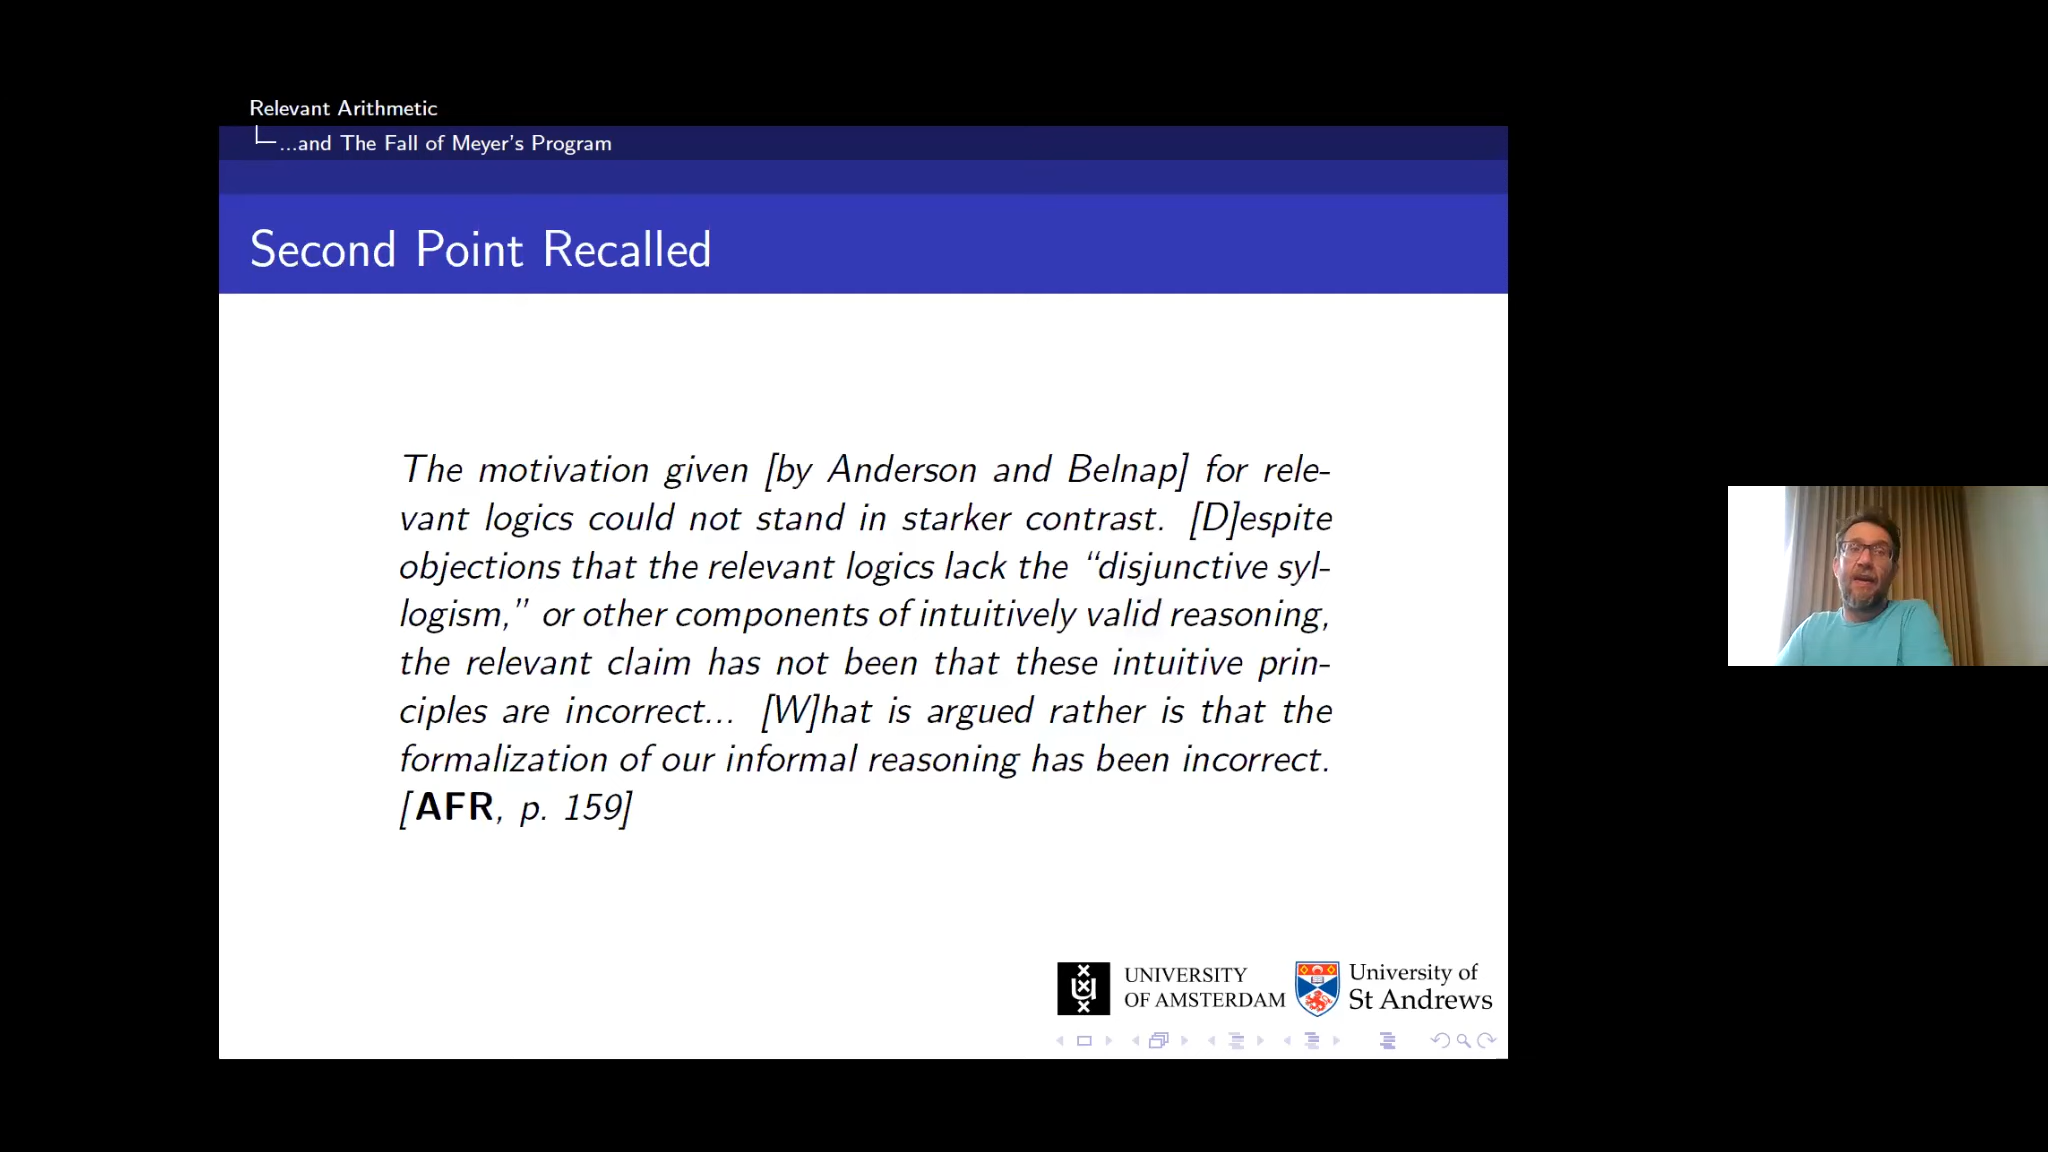 Relevant Arithmetic
...and The Fall of Meyer's Program
Second Point Recalled
The motivation given [by Anderson and Belnap] for rele-
vant logics could not stand in starker contrast. [D]espite
objections that the relevant logics lack the “disjunctive syl-
logism,” or other components of intuitively valid reasoning,
the relevant claim has not been that these intuitive prin-
ciples are incorrect... [W]hat is argued rather is that the
formalization of our informal reasoning has been incorrect.
[AFR, p. 159]
UNIVERSITY
OF AMSTERDAM
University of
St Andrews